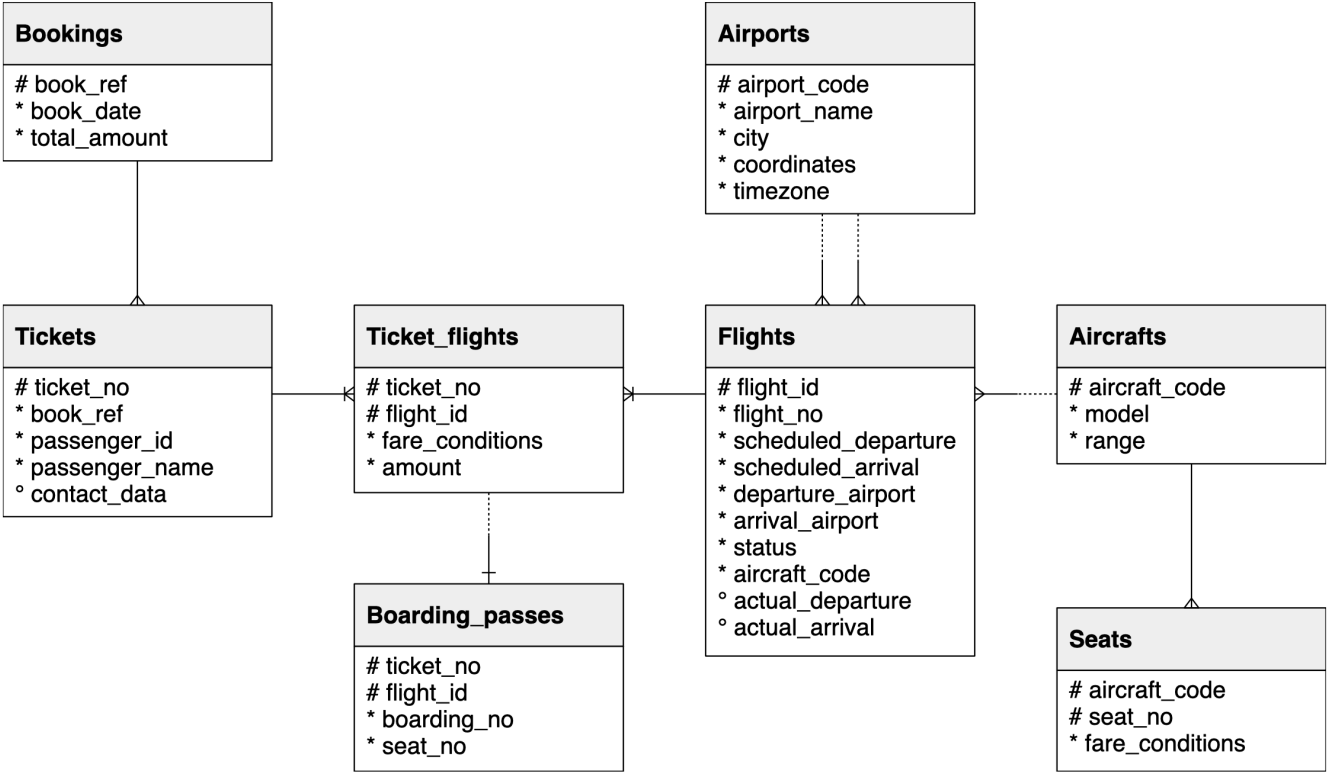 Bookings
# book_ref
* book_date
* total_amount
Airports
# airport_code
* airport_name
* city
* coordinates
* timezone
Tickets
# ticket_no
* book_ref
* passenger_id
* passenger_name
° contact_data
Ticket_flights
# ticket_no
# flight_id
* fare_conditions
* amount
Flights
# flight_id
* flight_no
* scheduled_departure
* scheduled_arrival
* departure_airport
* arrival_airport
* status
* aircraft_code
° actual_departure
° actual_arrival
Aircrafts
# aircraft_code
* model
* range
Boarding_passes
# ticket_no
# flight_id
* boarding_no
* seat_no
Seats
# aircraft_code
# seat_no
* fare_conditions